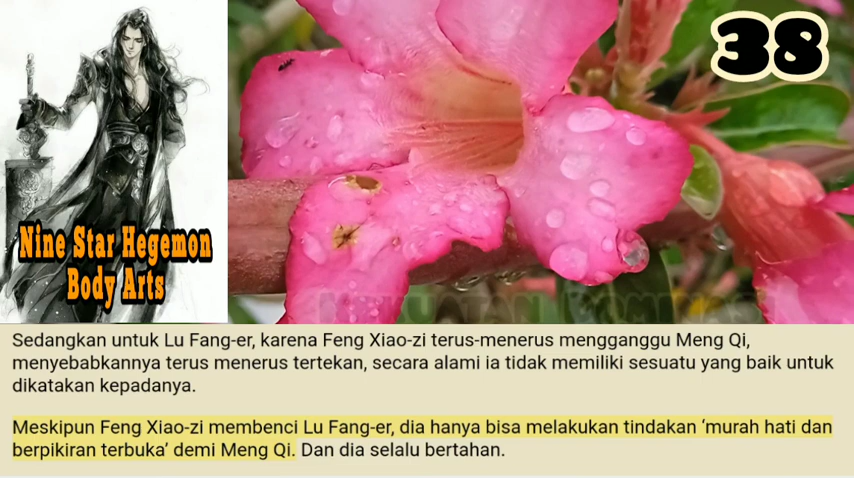 38
Nine Star Hegemon
Body Arts
Sedangkan untuk Lu Fang-er, karena Feng Xiao-zi terus-menerus mengganggu Meng Qi,
menyebabkannya terus menerus tertekan, secara alami ia tidak memiliki sesuatu yang baik untuk
dikatakan kepadanya.
Meskipun Feng Xiao-zi membenci Lu Fang-er, dia hanya bisa melakukan tindakan ‘murah hati dan
berpikiran terbuka’ demi Meng Qi. Dan dia selalu bertahan.